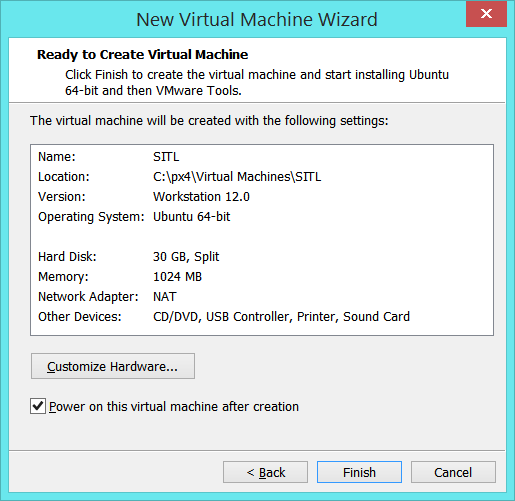 New Virtual Machine Wizard
Ready to Create Virtual Machine
Click Finish to create the virtual machine and start installing Ubuntu
64-bit and then VMware Tools.
The virtual machine will be created with the following settings:
Name: SITL
Location: C:\px4\Virtual Machines\SITL
Version: Workstation 12.0
Operating System: Ubuntu 64-bit
Hard Disk: 30 GB, Split
Memory: 1024 MB
Network Adapter: NAT
Other Devices: CD/DVD, USB Controller, Printer, Sound Card
Customize Hardware...
Power on this virtual machine after creation
< Back Finish Cancel